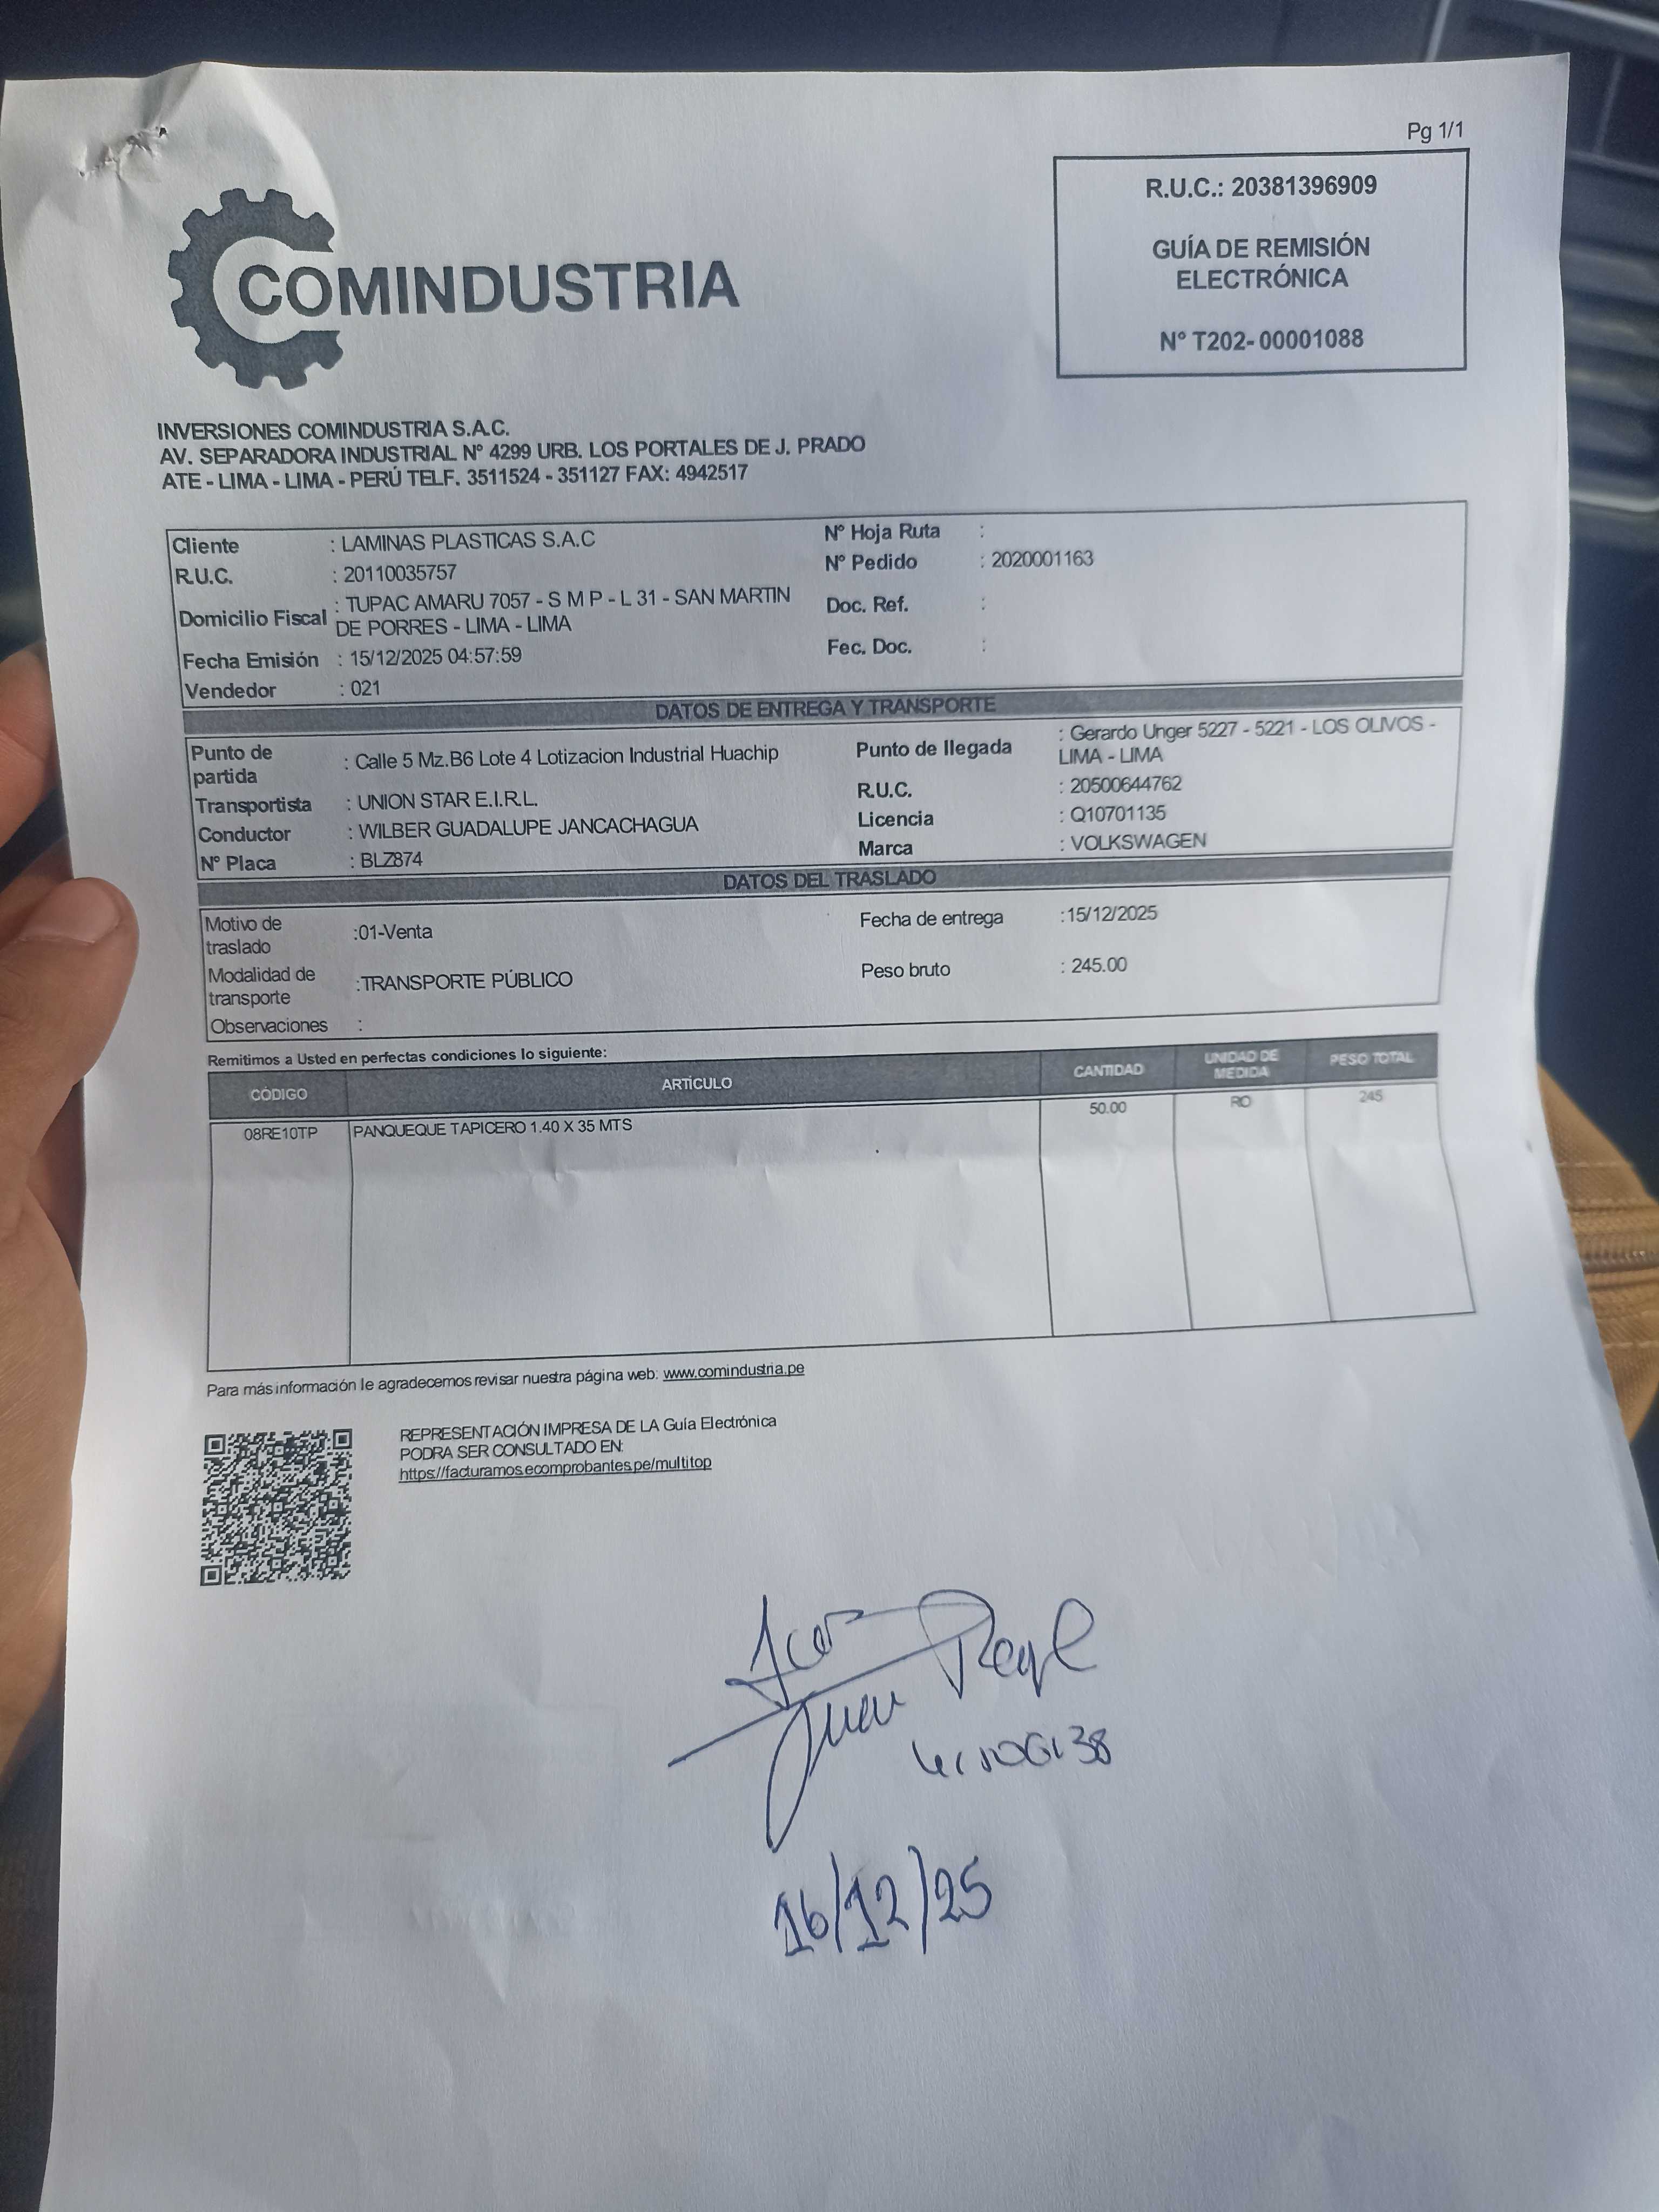 Pg 1/1
R.U.C.: 20381396909
GUÍA DE REMISIÓN
ELECTRÓNICA
N° T202- 00001088
COMINDUSTRIA
INVERSIONES COMINDUSTRIA S.A.C.
AV. SEPARADORA INDUSTRIAL N° 4299 URB. LOS PORTALES DE J. PRADO
ATE - LIMA - LIMA - PERÚ TELF. 3511524 - 351127 FAX: 4942517
Cliente : LAMINAS PLASTICAS S.A.C
R.U.C. : 20110035757
Domicilio Fiscal : TUPAC AMARU 7057 - S M P - L 31 - SAN MARTIN
DE PORRES - LIMA - LIMA
Fecha Emisión : 15/12/2025 04:57:59
Vendedor : 021
N° Hoja Ruta :
N° Pedido : 2020001163
Doc. Ref. :
Fec. Doc. :
DATOS DE ENTREGA Y TRANSPORTE
Punto de
partida : Calle 5 Mz.B6 Lote 4 Lotizacion Industrial Huachip
Transportista : UNION STAR E.I.R.L.
Conductor : WILBER GUADALUPE JANCACHAGUA
N° Placa : BLZ874
Punto de llegada : Gerardo Unger 5227 - 5221 - LOS OLIVOS -
LIMA - LIMA
R.U.C. : 20500644762
Licencia : Q10701135
Marca : VOLKSWAGEN
DATOS DEL TRASLADO
Motivo de
traslado :01-Venta
Modalidad de
transporte :TRANSPORTE PÚBLICO
Observaciones :
Fecha de entrega :15/12/2025
Peso bruto : 245.00
Remitimos a Usted en perfectas condiciones lo siguiente:
CÓDIGO ARTÍCULO CANTIDAD UNIDAD DE MEDIDA PESO TOTAL
08RE10TP PANQUEQUE TAPICERO 1.40 X 35 MTS 50.00 RO 245
Para más información le agradecemos revisar nuestra página web: www.comindustria.pe
REPRESENTACIÓN IMPRESA DE LA Guía Electrónica
PODRA SER CONSULTADO EN:
https://facturamos.ecomprobantes.pe/multitop
Juan
16/12/25